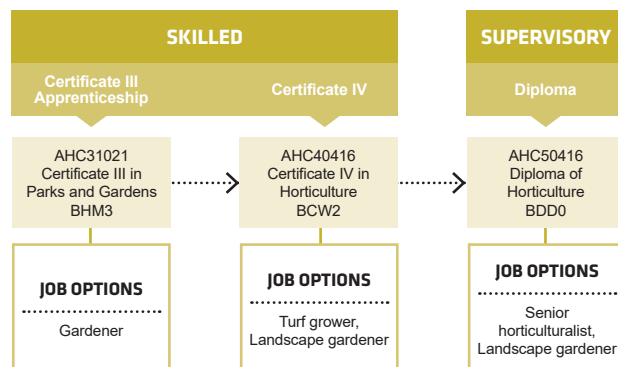 SKILLED
SUPERVISORY
Certificate III
Apprenticeship
Certificate IV
Diploma
AHC31021
Certificate III in
Parks and Gardens
BHM3
AHC40416
Certificate IV in
Horticulture
BCW2
AHC50416
Diploma of
Horticulture
BDD0
JOB OPTIONS
Gardener
JOB OPTIONS
Turf grower,
Landscape gardener
JOB OPTIONS
Senior
horticulturalist,
Landscape gardener